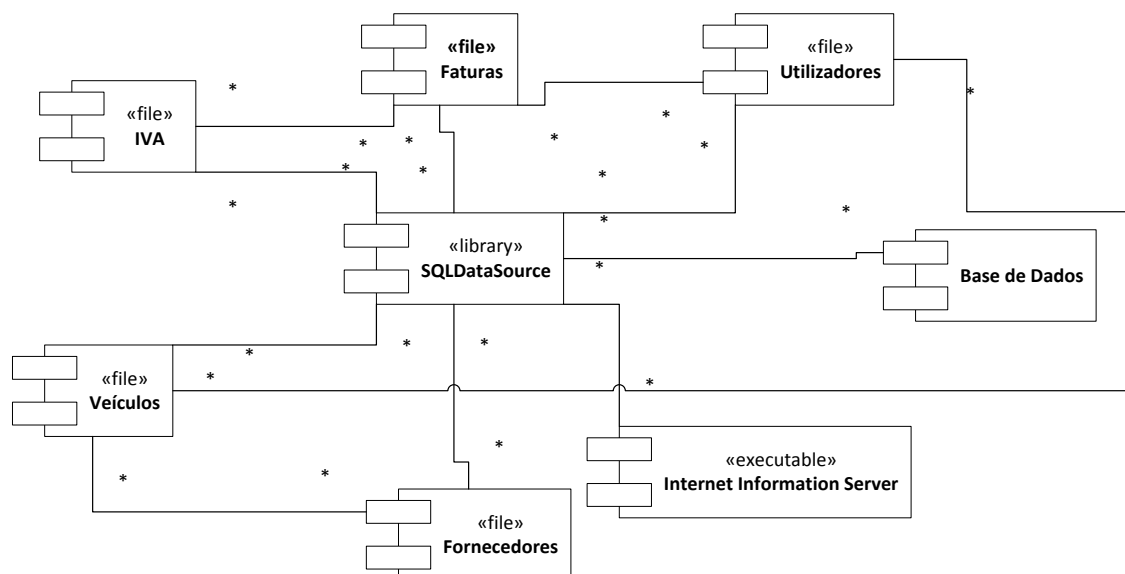 «file»
Faturas
«file»
Utilizadores
«file»
IVA
*
*
*
*
*
*
*
*
*
*
*
*
*
*
«library»
SQLDataSource
*
Base de Dados
*
*
*
*
*
*
«file»
Veículos
*
*
*
«executable»
Internet Information Server
«file»
Fornecedores